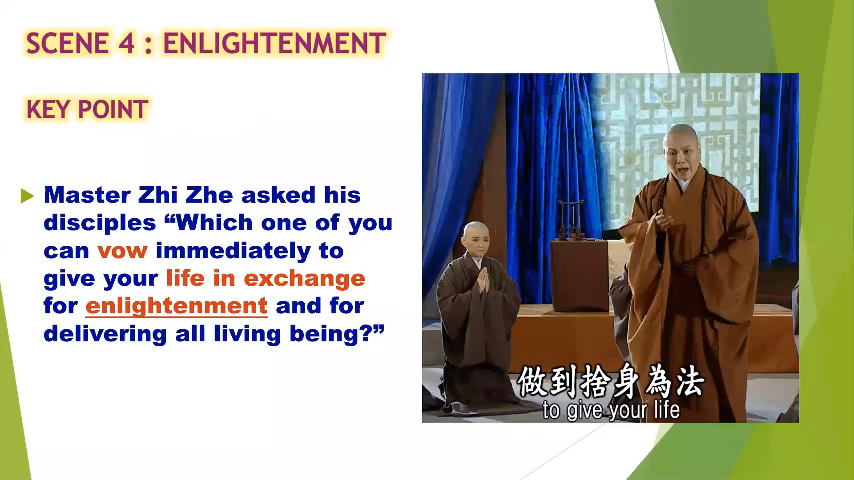 SCENE 4 : ENLIGHTENMENT
KEY POINT
Master Zhi Zhe asked his
disciples “Which one of you
can vow immediately to
give your life in exchange
for enlightenment and for
delivering all living being?”
做到捨身為法
to give your life